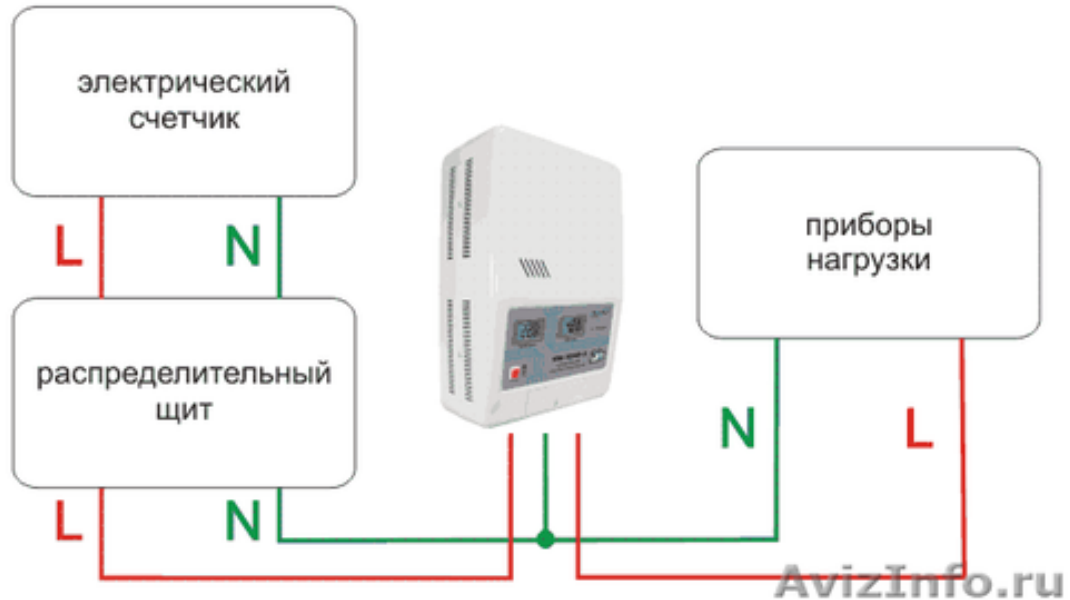 электрический
счетчик
L N
распределительный
щит
L N
приборы
нагрузки
N L
AvizInfo.ru